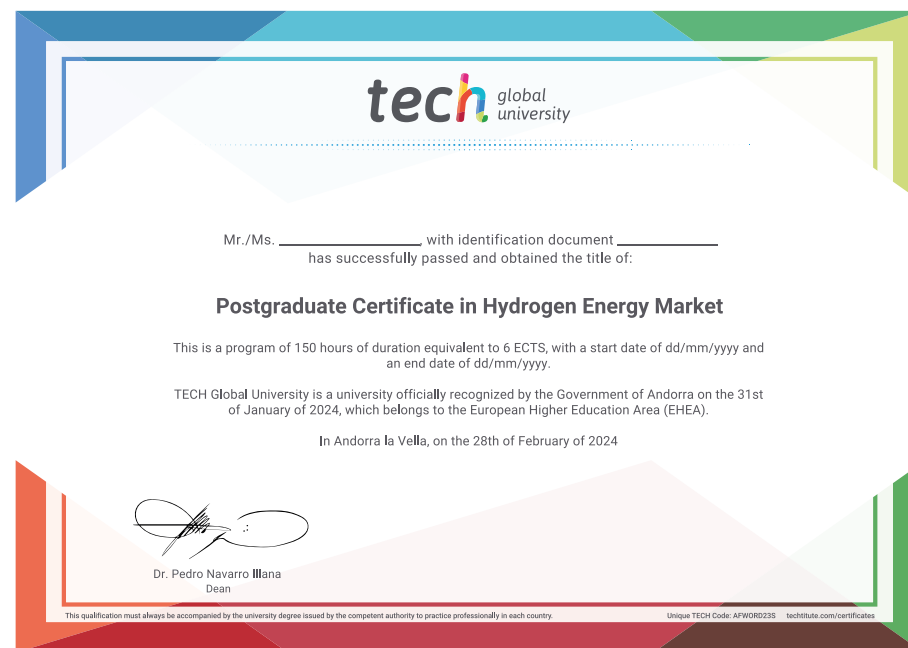 tech global
university
Mr./Ms. ____________, with identification document ____________
has successfully passed and obtained the title of:
Postgraduate Certificate in Hydrogen Energy Market
This is a program of 150 hours of duration equivalent to 6 ECTS, with a start date of dd/mm/yyyy and
an end date of dd/mm/yyyy.
TECH Global University is a university officially recognized by the Government of Andorra on the 31st
of January of 2024, which belongs to the European Higher Education Area (EHEA).
In Andorra la Vella, on the 28th of February of 2024
Dr. Pedro Navarro Illana
Dean
This qualification must always be accompanied by the university degree issued by the competent authority to practice professionally in each country.
Unique TECH Code: AFWORD23S techtitute.com/certificates